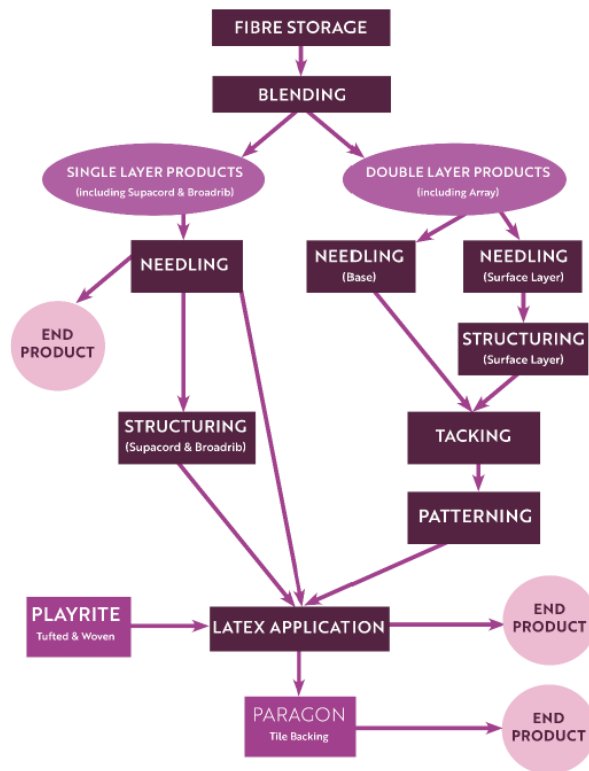 FIBRE STORAGE
BLENDING
SINGLE LAYER PRODUCTS
(including Supacord & Broadrib)
DOUBLE LAYER PRODUCTS
(including Array)
NEEDLING
NEEDLING
(Base)
NEEDLING
(Surface Layer)
END
PRODUCT
STRUCTURING
(Surface Layer)
STRUCTURING
(Supacord & Broadrib)
TACKING
PATTERNING
PLAYRITE
Tufted & Woven
LATEX APPLICATION
END
PRODUCT
PARAGON
Tile Backing
END
PRODUCT